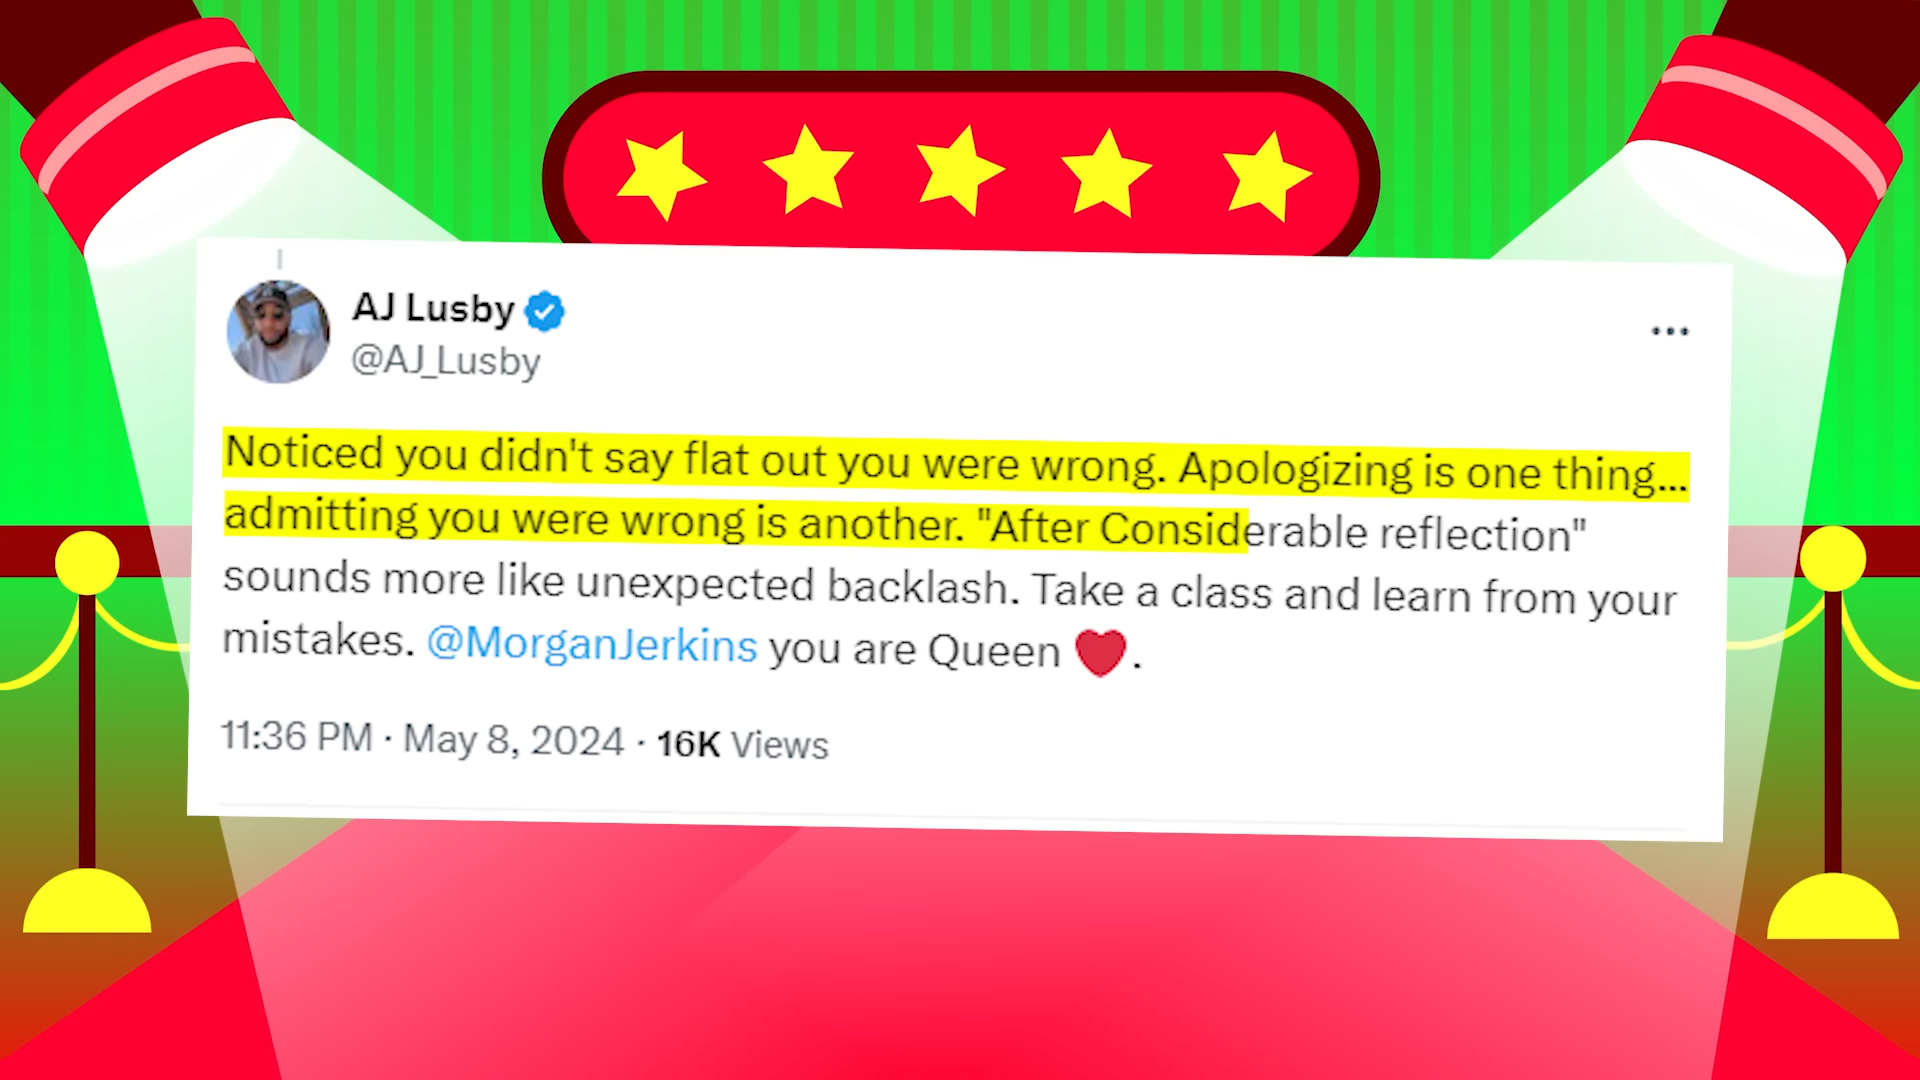 AJ Lusby
@AJ_Lusby
Noticed you didn't say flat out you were wrong. Apologizing is one thing...
admitting you were wrong is another. "After Considerable reflection"
sounds more like unexpected backlash. Take a class and learn from your
mistakes. @MorganJerkins you are Queen ❤️.
11:36 PM · May 8, 2024 · 16K Views